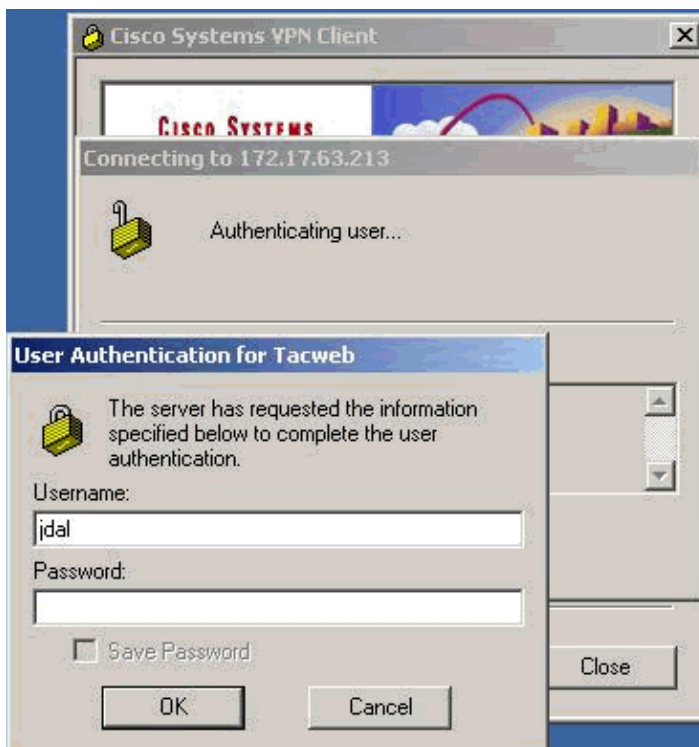 Cisco Systems VPN Client
CISCO SYSTEMS
Connecting to 172.17.63.213
Authenticating user...
User Authentication for Tacweb
The server has requested the information
specified below to complete the user
authentication.
Username:
jdal
Password:
Save Password
OK
Cancel
Close